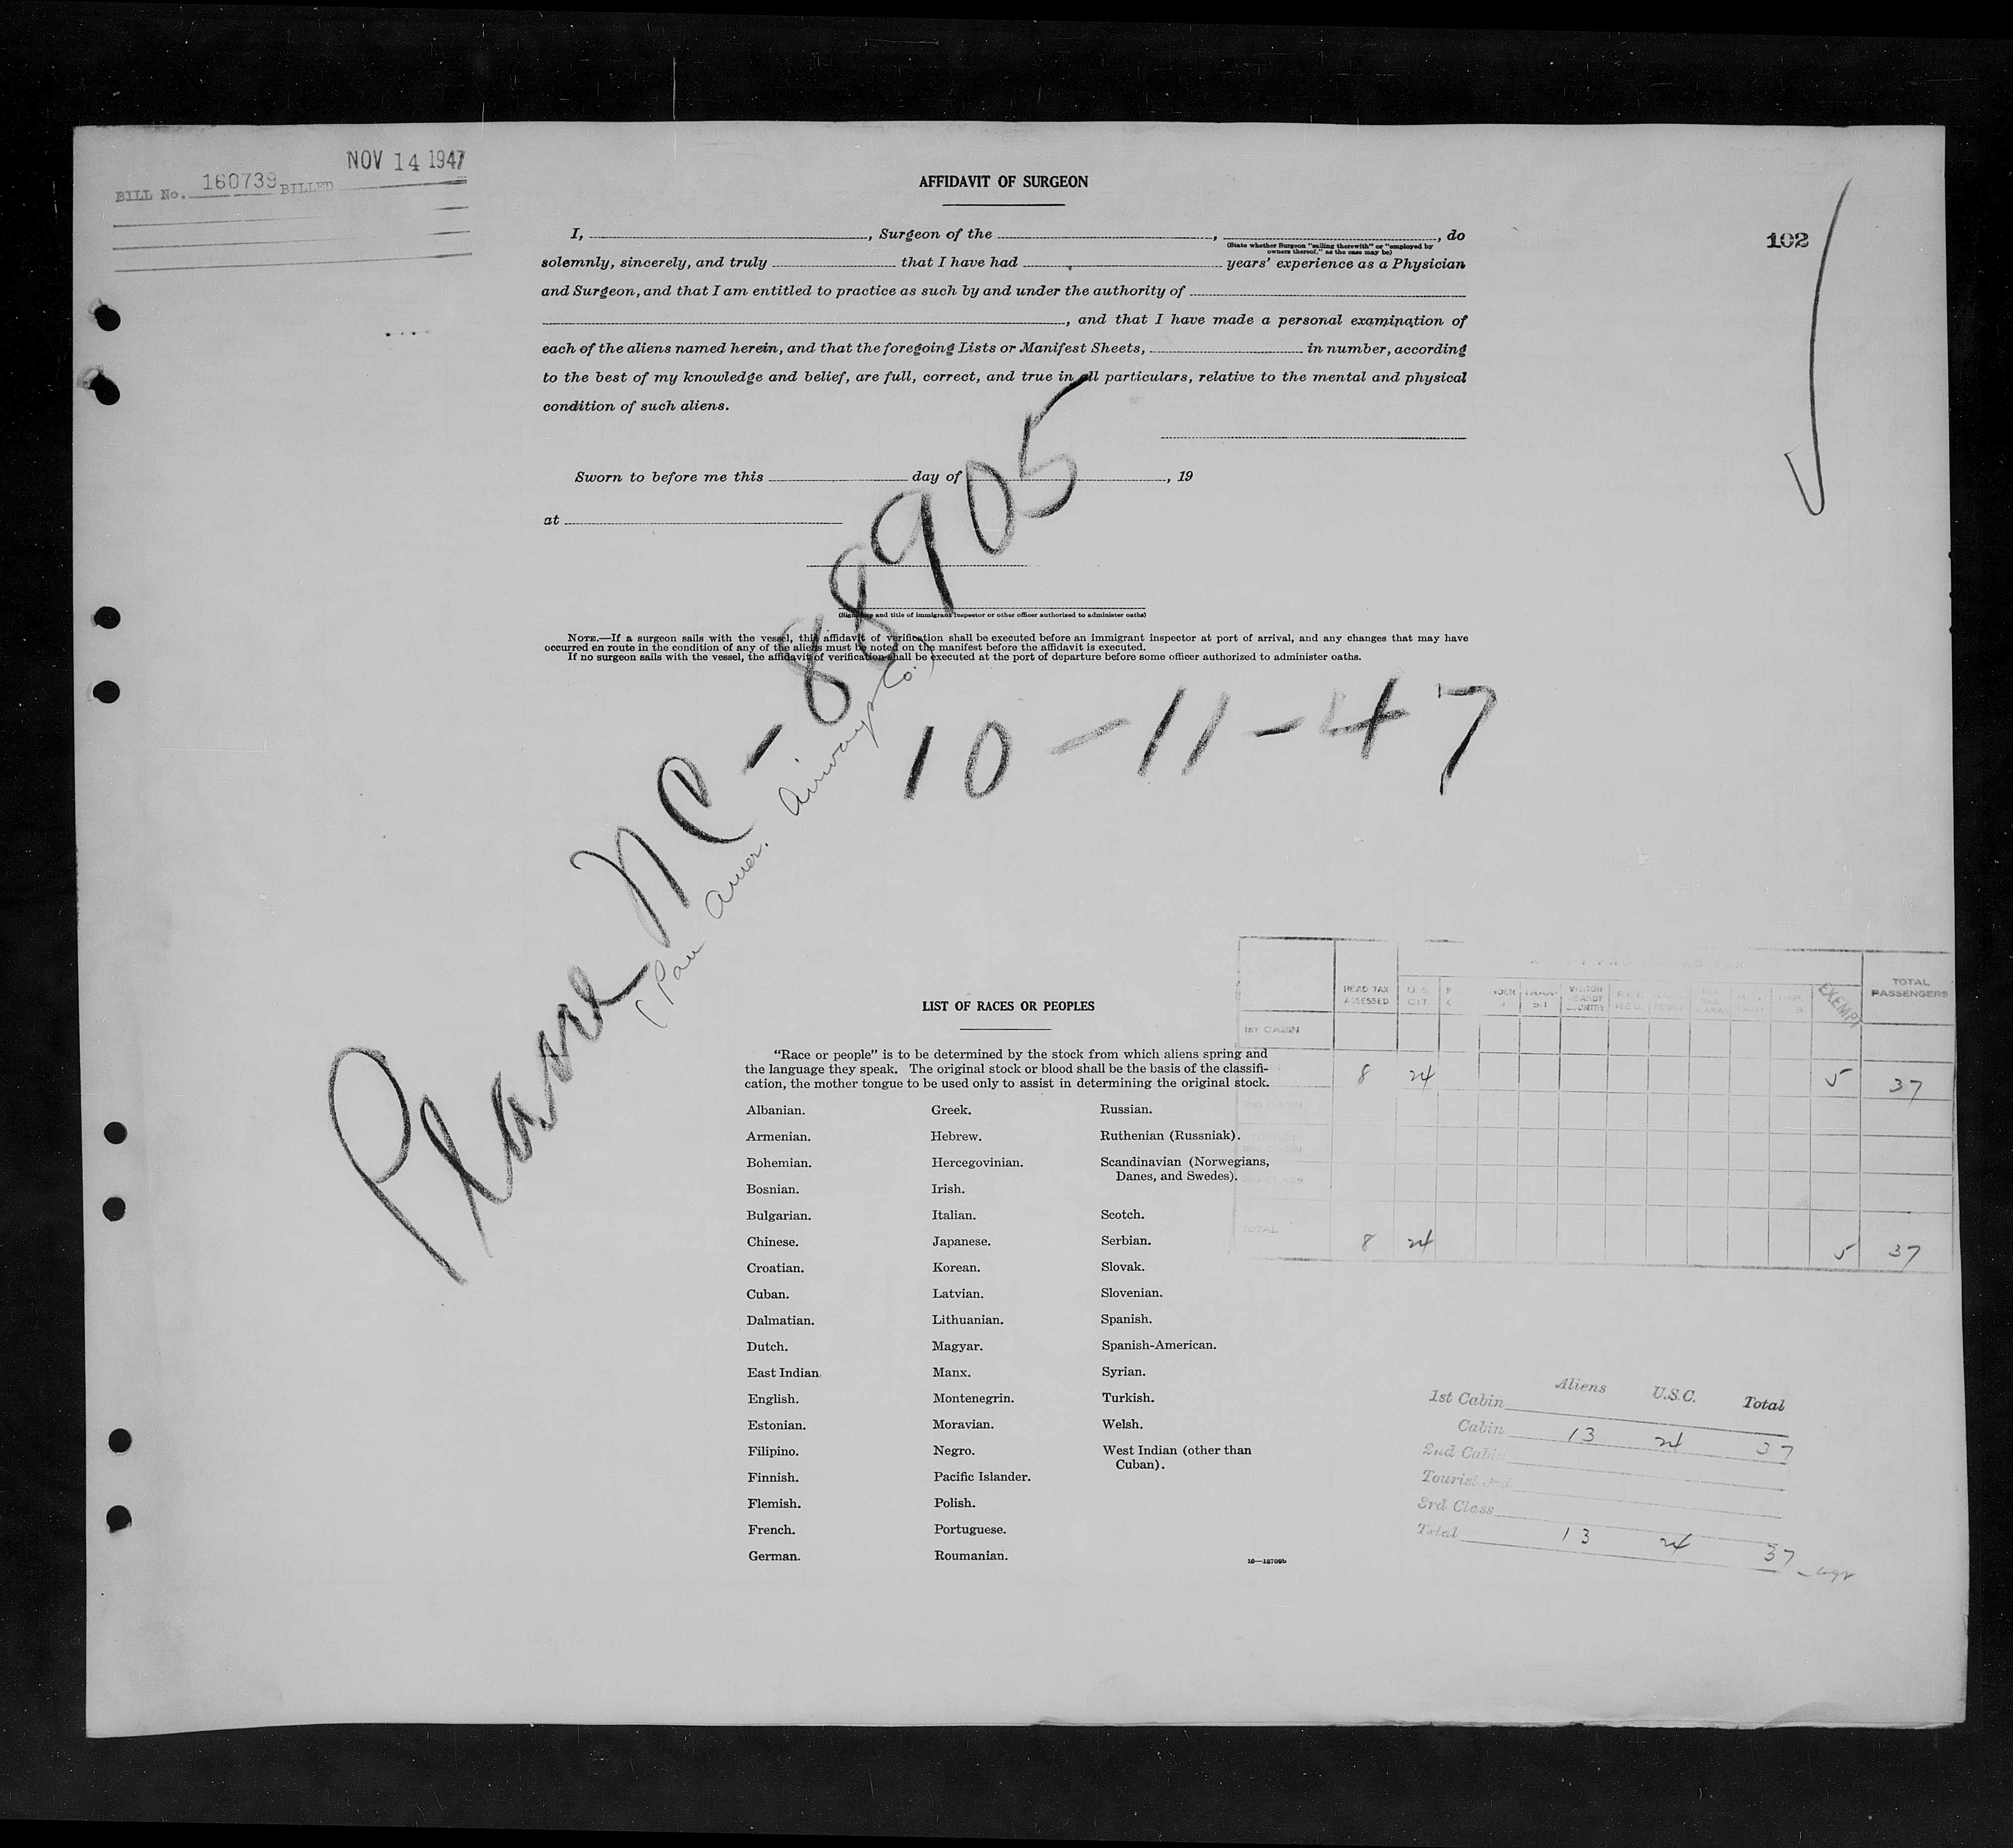 NOV 14 1947
BILL No. 160739 BILLED
AFFIDAVIT OF SURGEON
102
I, , Surgeon of the , , do
(State whether Surgeon "sailing therewith" or "employed by
owners thereof," as the case may be)
solemnly, sincerely, and truly that I have had years' experience as a Physician
and Surgeon, and that I am entitled to practice as such by and under the authority of
, and that I have made a personal examination of
each of the aliens named herein, and that the foregoing Lists or Manifest Sheets, in number, according
to the best of my knowledge and belief, are full, correct, and true in all particulars, relative to the mental and physical
condition of such aliens.
Sworn to before me this day of , 19
at
(Signature and title of immigrant inspector or other officer authorized to administer oaths)
NOTE.—If a surgeon sails with the vessel, this affidavit of verification shall be executed before an immigrant inspector at port of arrival, and any changes that may have
occurred en route in the condition of any of the aliens must be noted on the manifest before the affidavit is executed.
If no surgeon sails with the vessel, the affidavit of verification shall be executed at the port of departure before some officer authorized to administer oaths.
Plane NC-88905
(Pan Amer. Airways Co.)
10-11-47
LIST OF RACES OR PEOPLES
"Race or people" is to be determined by the stock from which aliens spring and
the language they speak. The original stock or blood shall be the basis of the classifi-
cation, the mother tongue to be used only to assist in determining the original stock.
Albanian. Greek. Russian.
Armenian. Hebrew. Ruthenian (Russniak).
Bohemian. Hercegovinian. Scandinavian (Norwegians,
Danes, and Swedes).
Bosnian. Irish.
Bulgarian. Italian. Scotch.
Chinese. Japanese. Serbian.
Croatian. Korean. Slovak.
Cuban. Latvian. Slovenian.
Dalmatian. Lithuanian. Spanish.
Dutch. Magyar. Spanish-American.
East Indian. Manx. Syrian.
English. Montenegrin. Turkish.
Estonian. Moravian. Welsh.
Filipino. Negro. West Indian (other than
Cuban).
Finnish. Pacific Islander.
Flemish. Polish.
French. Portuguese.
German. Roumanian.
16—18709b
HEAD TAX ASSESSED U.S. CIT. VISITOR COUNTRY RET. EXEMPT TOTAL PASSENGERS
1ST CABIN
8 24 5 37
2ND CABIN
TOTAL 8 24 5 37
Aliens U.S.C. Total
1st Cabin
Cabin 13 24 37
2nd Cabin
Tourist 3rd
3rd Class
Total 13 24 37